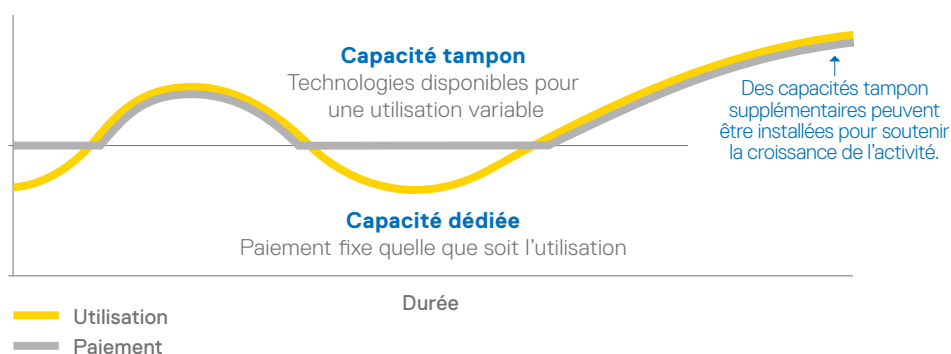 Capacité tampon
Technologies disponibles pour
une utilisation variable
Des capacités tampon
supplémentaires peuvent
être installées pour soutenir
la croissance de l’activité.
Capacité dédiée
Paiement fixe quelle que soit l’utilisation
Durée
Utilisation
Paiement